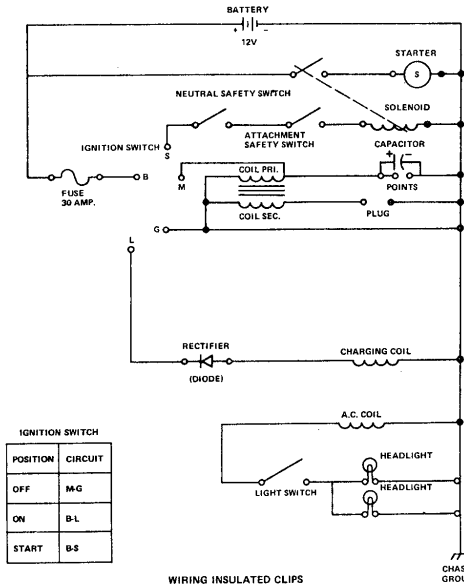 BATTERY
+ -
12V
STARTER
S
NEUTRAL SAFETY SWITCH
SOLENOID
IGNITION SWITCH
S
ATTACHMENT
SAFETY SWITCH
CAPACITOR
+ -
FUSE
30 AMP.
B
M
COIL PRI.
POINTS
COIL SEC.
PLUG
G
L
RECTIFIER
(DIODE)
CHARGING COIL
A.C. COIL
HEADLIGHT
LIGHT SWITCH
HEADLIGHT
IGNITION SWITCH
POSITION CIRCUIT
OFF M-G
ON B-L
START B-S
CHAS
GROU
WIRING INSULATED CLIPS